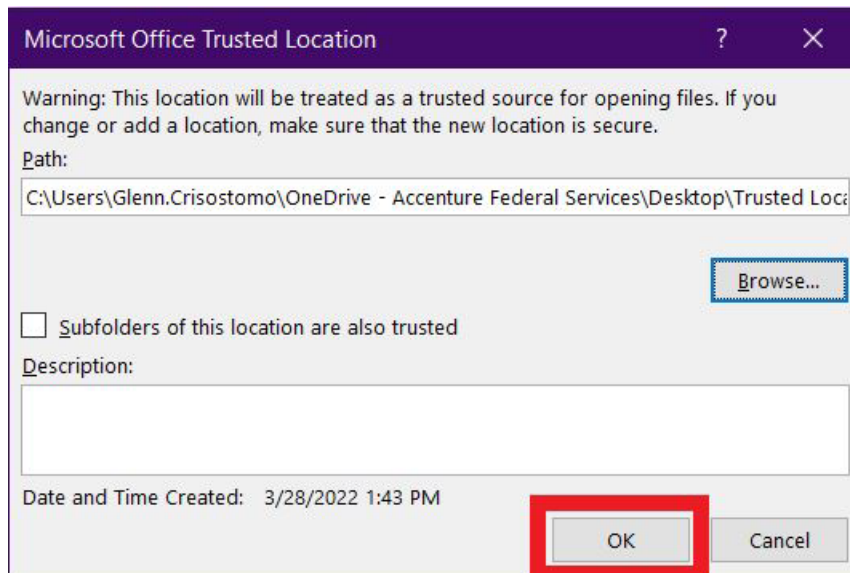 Microsoft Office Trusted Location ? ×
Warning: This location will be treated as a trusted source for opening files. If you
change or add a location, make sure that the new location is secure.
Path:
C:\Users\Glenn.Crisostomo\OneDrive - Accenture Federal Services\Desktop\Trusted Loca
Browse...
Subfolders of this location are also trusted
Description:
Date and Time Created: 3/28/2022 1:43 PM
OK Cancel